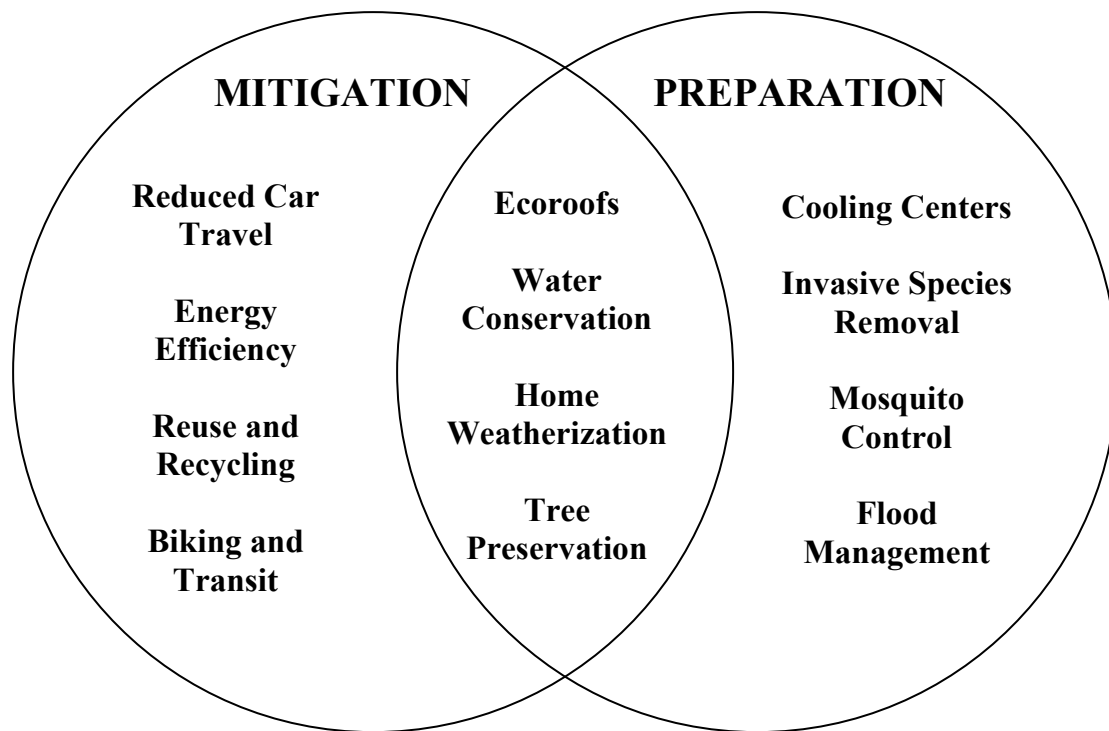 MITIGATION
Reduced Car
Travel
Energy
Efficiency
Reuse and
Recycling
Biking and
Transit
Ecoroofs
Water
Conservation
Home
Weatherization
Tree
Preservation
PREPARATION
Cooling Centers
Invasive Species
Removal
Mosquito
Control
Flood
Management